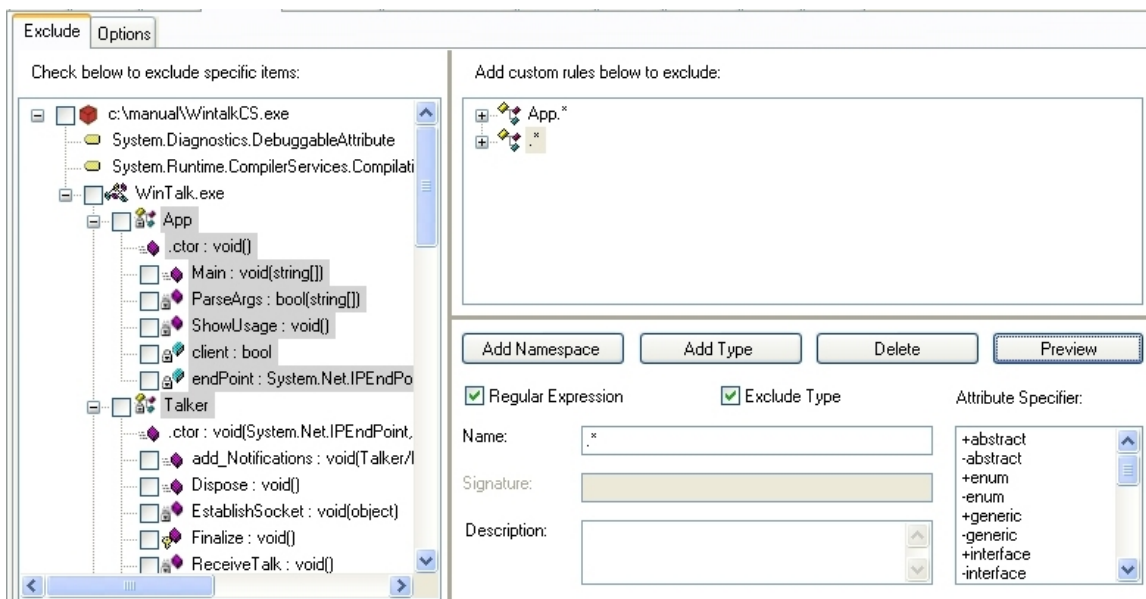 Exclude
Options
Check below to exclude specific items:
c:\manual\WintalkCS.exe
System.Diagnostics.DebuggableAttribute
System.Runtime.CompilerServices.Compilati
WinTalk.exe
App
.ctor : void()
Main : void(string[])
ParseArgs : bool(string[])
ShowUsage : void()
client : bool
endPoint : System.Net.IPEndPo
Talker
.ctor : void(System.Net.IPEndPoint,
add_Notifications : void(Talker/
Dispose : void()
EstablishSocket : void(object)
Finalize : void()
ReceiveTalk : void()
Add custom rules below to exclude:
App.*
.*
Add Namespace
Add Type
Delete
Preview
Regular Expression
Exclude Type
Attribute Specifier:
Name:
.*
Signature:
Description:
+abstract
-abstract
+enum
-enum
+generic
-generic
+interface
-interface